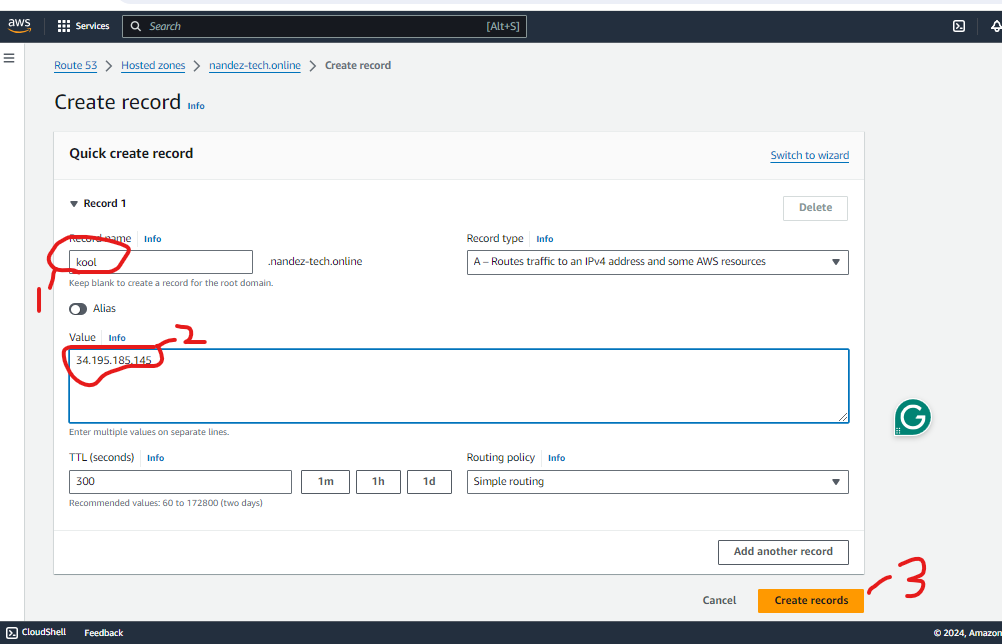 aws Services Search [Alt+S]
Route 53 > Hosted zones > nandez-tech.online > Create record
Create record Info
Quick create record
Switch to wizard
Record 1
Delete
Record name Info
Record type Info
kool .nandez-tech.online
A – Routes traffic to an IPv4 address and some AWS resources
Keep blank to create a record for the root domain.
1
Alias
Value Info
2
34.195.185.145
G
Enter multiple values on separate lines.
TTL (seconds) Info
Routing policy Info
300 1m 1h 1d
Simple routing
Recommended values: 60 to 172800 (two days)
Add another record
3
Cancel Create records
CloudShell Feedback © 2024, Amazon